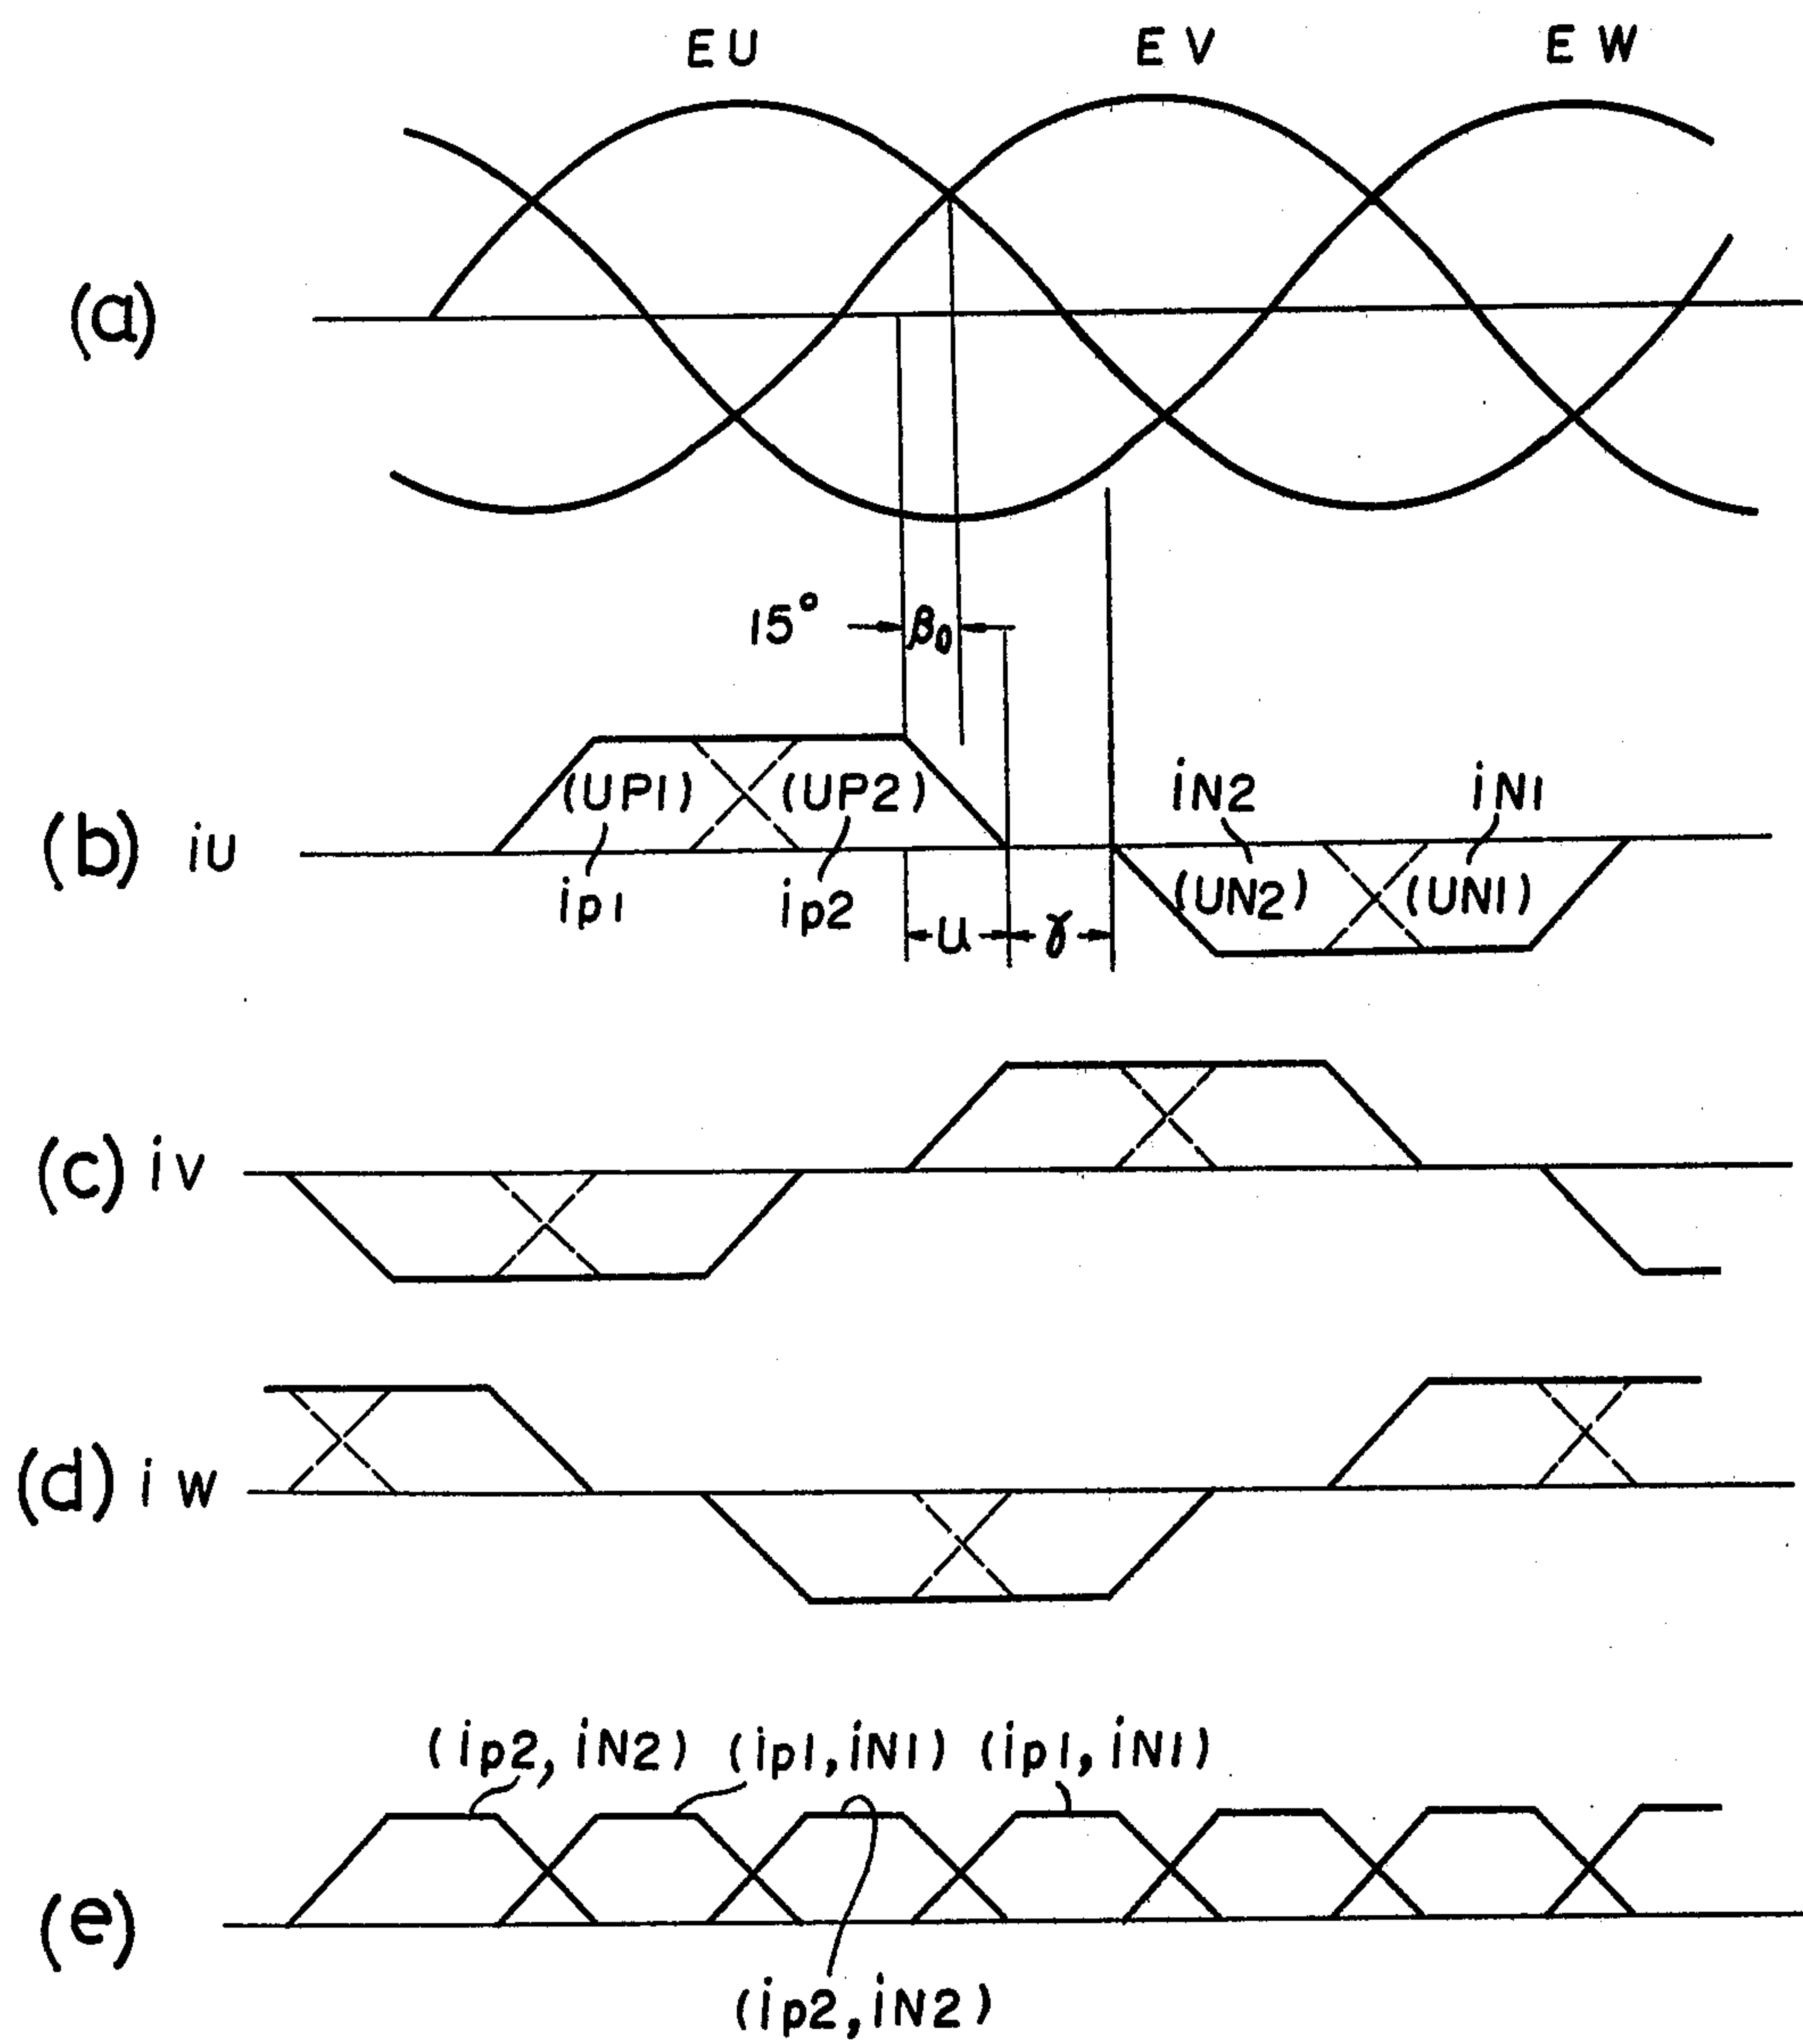 EU EV EW
(a)
15° β0
(UP1) (UP2) iN2 iN1
(b) iU
ip1 ip2 (UN2) (UN1)
u γ
(c) iV
(d) iW
(ip2, iN2) (ip1, iN1) (ip1, iN1)
(e)
(ip2, iN2)